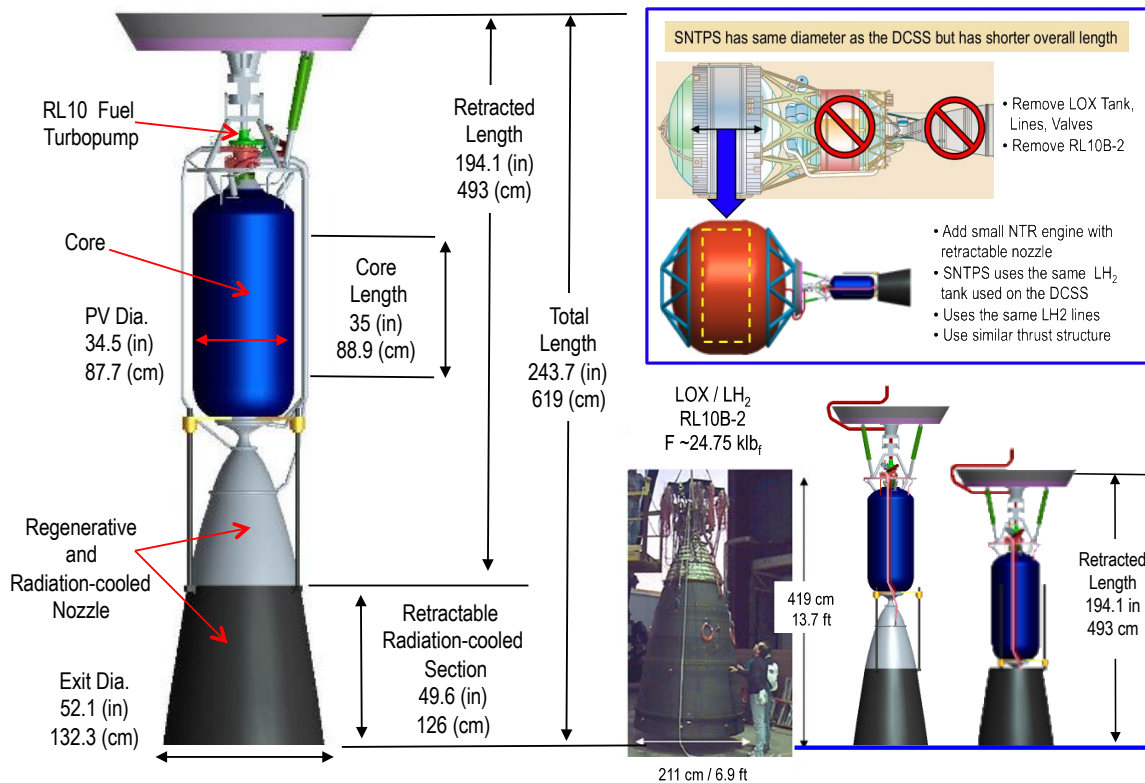 RL10 Fuel
Turbopump
Core
PV Dia.
34.5 (in)
87.7 (cm)
Regenerative
and
Radiation-cooled
Nozzle
Exit Dia.
52.1 (in)
132.3 (cm)
Retracted
Length
194.1 (in)
493 (cm)
Core
Length
35 (in)
88.9 (cm)
Retractable
Radiation-cooled
Section
49.6 (in)
126 (cm)
Total
Length
243.7 (in)
619 (cm)
SNTPS has same diameter as the DCSS but has shorter overall length
• Remove LOX Tank,
Lines, Valves
• Remove RL10B-2
• Add small NTR engine with
retractable nozzle
• SNTPS uses the same LH₂
tank used on the DCSS
• Uses the same LH2 lines
• Use similar thrust structure
LOX / LH₂
RL10B-2
F ~24.75 klbf
419 cm
13.7 ft
211 cm / 6.9 ft
Retracted
Length
194.1 in
493 cm